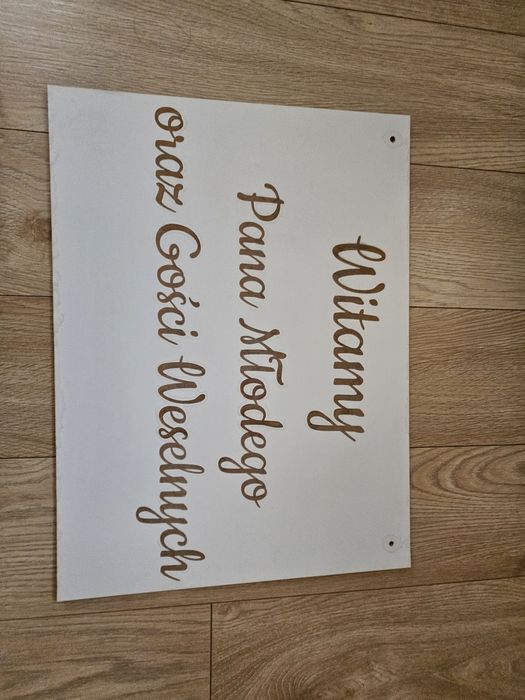 Witamy
Pana Młodego
oraz Gości Weselnych